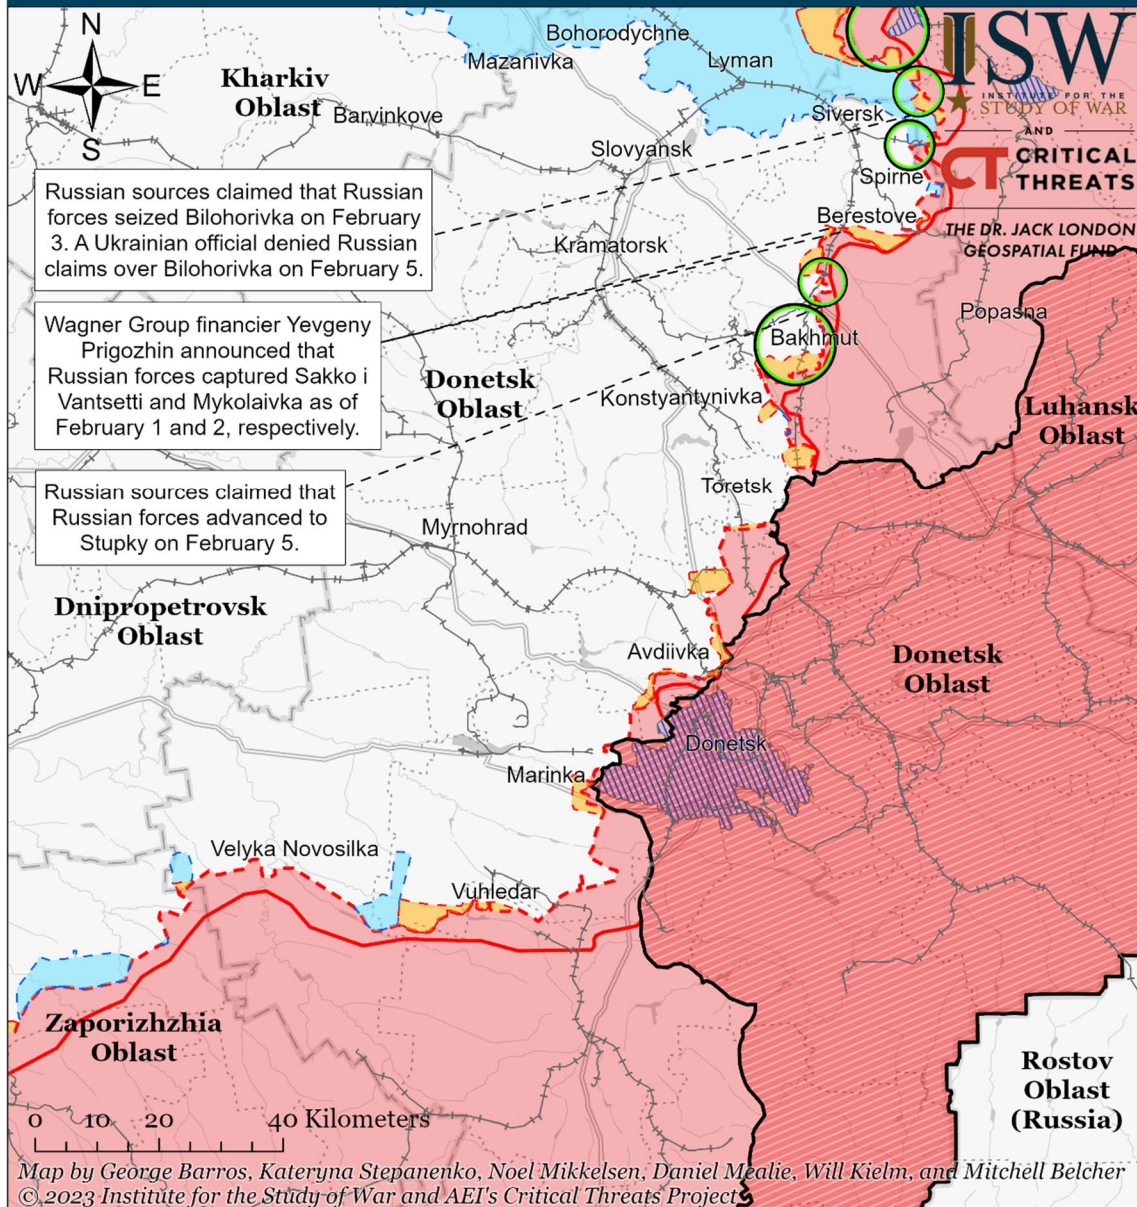 N
W
E
S
Kharkiv
Oblast
Bohorodychne
Mazanivka
Lyman
Barvinkove
Siversk
Slovyansk
Spirne
Berestove
Kramatorsk
Popasna
Bakhmut
Konstyantynivka
Donetsk
Oblast
Luhansk
Oblast
Toretsk
Myrnohrad
Dnipropetrovsk
Oblast
Avdiivka
Donetsk
Oblast
Donetsk
Marinka
Velyka Novosilka
Vuhledar
Zaporizhzhia
Oblast
Rostov
Oblast
(Russia)
ISW
INSTITUTE FOR THE
STUDY OF WAR
AND
CT CRITICAL
THREATS
THE DR. JACK LONDON
GEOSPATIAL FUND
Russian sources claimed that Russian
forces seized Bilohorivka on February
3. A Ukrainian official denied Russian
claims over Bilohorivka on February 5.
Wagner Group financier Yevgeny
Prigozhin announced that
Russian forces captured Sakko i
Vantsetti and Mykolaivka as of
February 1 and 2, respectively.
Russian sources claimed that
Russian forces advanced to
Stupky on February 5.
0 10 20 40 Kilometers
Map by George Barros, Kateryna Stepanenko, Noel Mikkelsen, Daniel Mealie, Will Kielm, and Mitchell Belcher
© 2023 Institute for the Study of War and AEI's Critical Threats Project